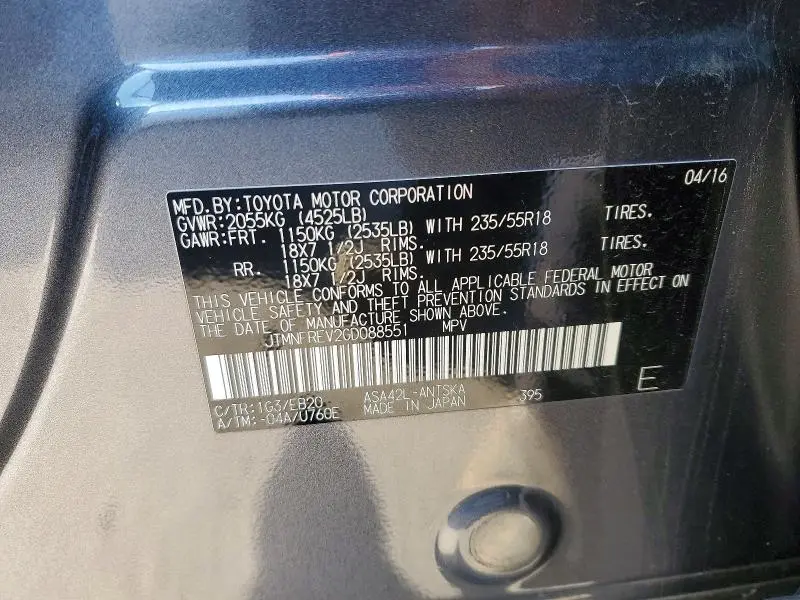 04/16
MFD.BY:TOYOTA MOTOR CORPORATION
GVWR:2055KG (4525LB)
GAWR:FRT. 1150KG (2535LB) WITH 235/55R18 TIRES.
18X7 1/2J RIMS.
RR. 1150KG (2535LB) WITH 235/55R18 TIRES.
18X7 1/2J RIMS.
THIS VEHICLE CONFORMS TO ALL APPLICABLE FEDERAL MOTOR
VEHICLE SAFETY AND THEFT PREVENTION STANDARDS IN EFFECT ON
THE DATE OF MANUFACTURE SHOWN ABOVE.
JTMNFREV2GD088551 MPV
C/TR:1G3/EB20 ASA42L-ANTSKA 395 E
A/TM:-04A/U760E MADE IN JAPAN